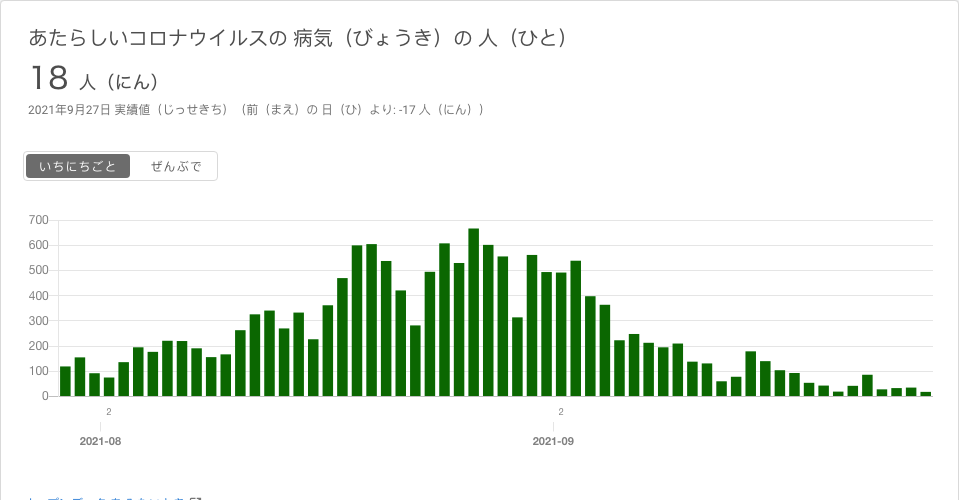 あたらしいコロナウイルスの 病気（びょうき）の 人（ひと）
18 人（にん）
2021年9月27日 実績値（じっせきち）（前（まえ）の 日（ひ）より: -17 人（にん））
いちにちごと ぜんぶで
700
600
500
400
300
200
100
0
2 2
2021-08 2021-09